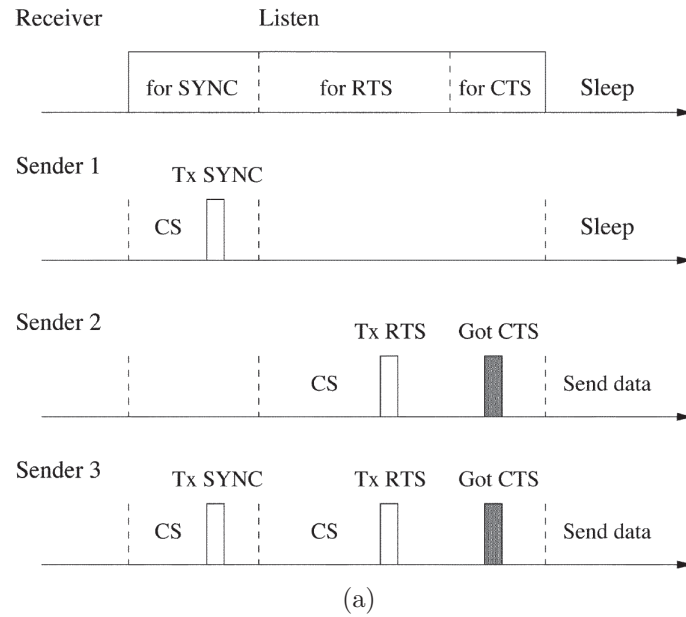 Receiver Listen
for SYNC for RTS for CTS Sleep
Sender 1
Tx SYNC
CS Sleep
Sender 2
Tx RTS Got CTS
CS Send data
Sender 3
Tx SYNC Tx RTS Got CTS
CS CS Send data
(a)